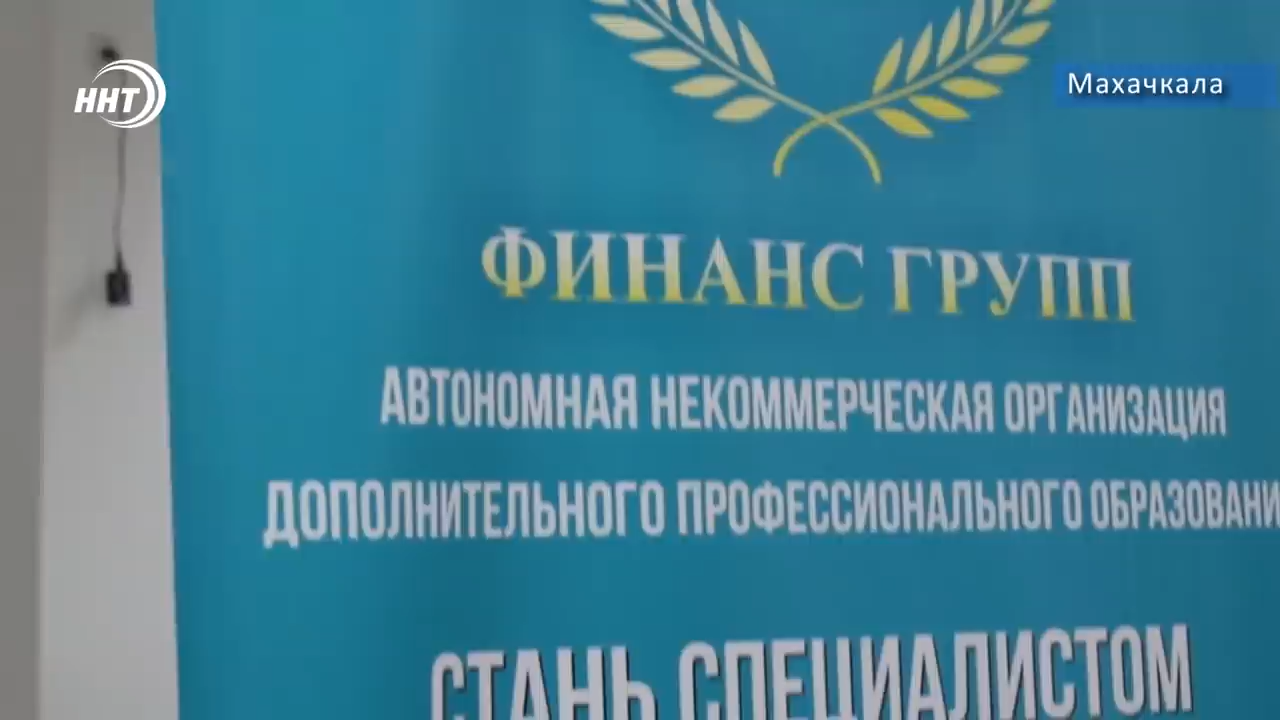 ННТ
Махачкала
ФИНАНС ГРУПП
АВТОНОМНАЯ НЕКОММЕРЧЕСКАЯ ОРГАНИЗАЦИЯ
ДОПОЛНИТЕЛЬНОГО ПРОФЕССИОНАЛЬНОГО ОБРАЗОВАНИ
СТАНЬ СПЕЦИАЛИСТОМ